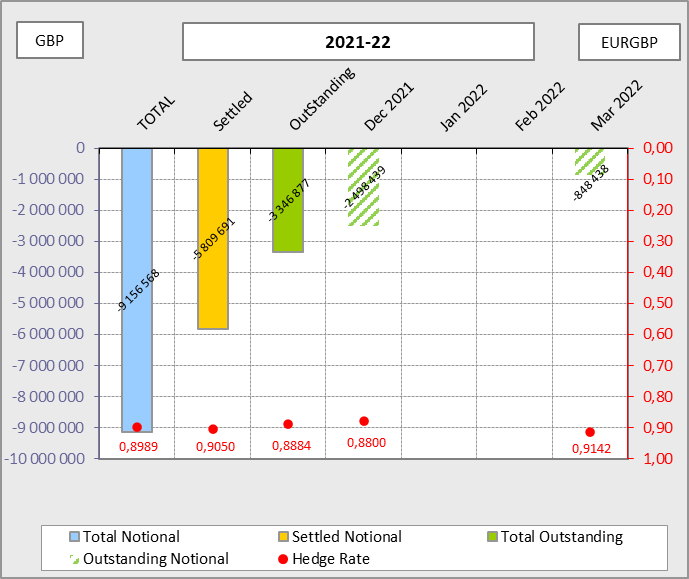 GBP
2021-22
EURGBP
TOTAL
Settled
OutStanding
Dec 2021
Jan 2022
Feb 2022
Mar 2022
0 0,00
-1 000 000 0,10
-2 000 000 0,20
-3 000 000 0,30
-4 000 000 0,40
-5 000 000 0,50
-6 000 000 0,60
-7 000 000 0,70
-8 000 000 0,80
-9 000 000 0,90
-10 000 000 1,00
-9 156 568
-5 809 691
-3 346 877
-2 498 439
-848 438
0,8989
0,9050
0,8884
0,8800
0,9142
Total Notional
Settled Notional
Total Outstanding
Outstanding Notional
Hedge Rate